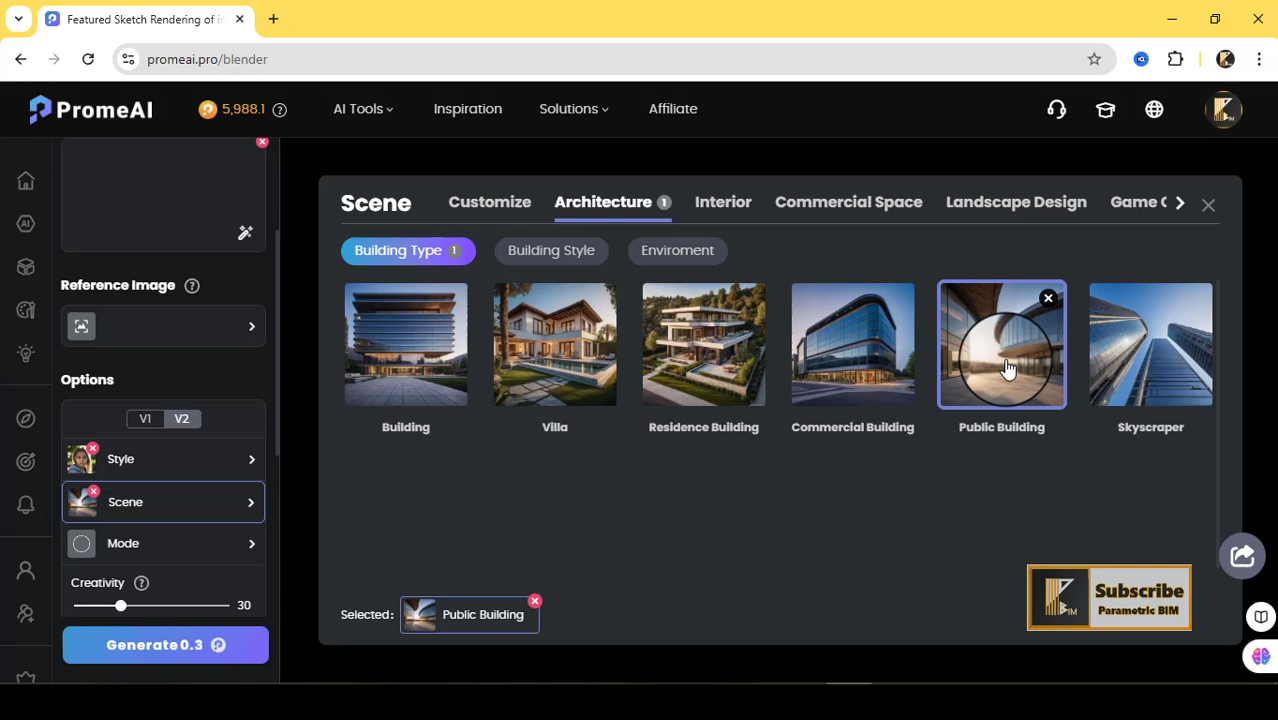 Featured Sketch Rendering of in
promeai.pro/blender
PromeAI
5,988.1
AI Tools
Inspiration
Solutions
Affiliate
Reference Image
Options
V1
V2
Style
Scene
Mode
Creativity
30
Generate 0.3
Scene
Customize
Architecture 1
Interior
Commercial Space
Landscape Design
Game C
Building Type 1
Building Style
Enviroment
Building
Villa
Residence Building
Commercial Building
Public Building
Skyscraper
Selected:
Public Building
Subscribe
Parametric BIM